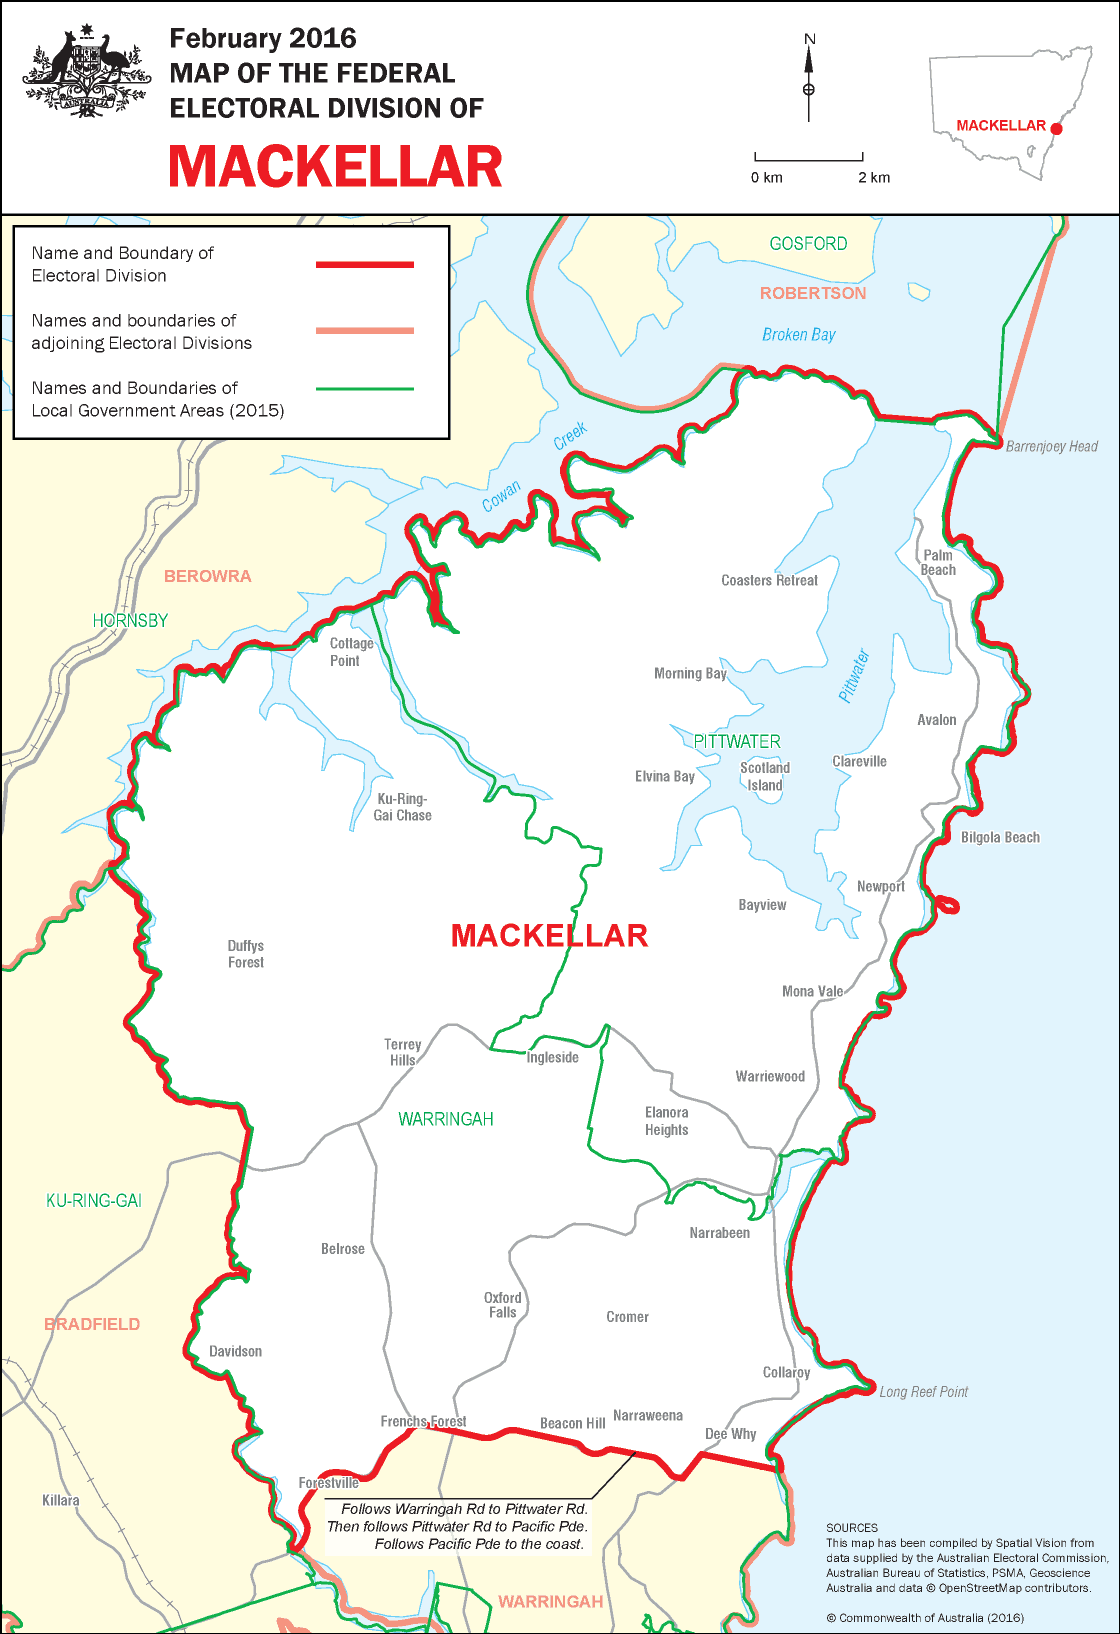 February 2016
MAP OF THE FEDERAL
ELECTORAL DIVISION OF
MACKELLAR
AUSTRALIA
N
0 km
2 km
MACKELLAR
Name and Boundary of
Electoral Division
Names and boundaries of
adjoining Electoral Divisions
Names and Boundaries of
Local Government Areas (2015)
GOSFORD
ROBERTSON
Broken Bay
Creek
Cowan
Barrenjoey Head
BEROWRA
HORNSBY
Palm
Beach
Coasters Retreat
Cottage
Point
Morning Bay
Pittwater
Avalon
PITTWATER
Clareville
Scotland
Island
Elvina Bay
Ku-Ring-
Gai Chase
Bilgola Beach
Newport
Bayview
MACKELLAR
Duffys
Forest
Mona Vale
Terrey
Hills
Ingleside
Warriewood
WARRINGAH
Elanora
Heights
KU-RING-GAI
Narrabeen
Belrose
Oxford
Falls
Cromer
BRADFIELD
Davidson
Collaroy
Long Reef Point
Frenchs Forest
Beacon Hill
Narraweena
Dee Why
Forestville
Killara
Follows Warringah Rd to Pittwater Rd.
Then follows Pittwater Rd to Pacific Pde.
Follows Pacific Pde to the coast.
WARRINGAH
SOURCES
This map has been compiled by Spatial Vision from
data supplied by the Australian Electoral Commission,
Australian Bureau of Statistics, PSMA, Geoscience
Australia and data © OpenStreetMap contributors.
© Commonwealth of Australia (2016)